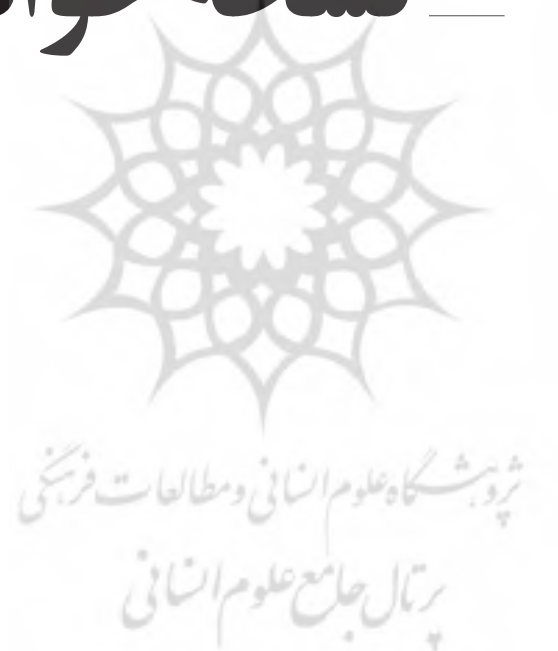 پژوهشگاه علوم انسانی و مطالعات فرهنگی
پرتال جامع علوم انسانی